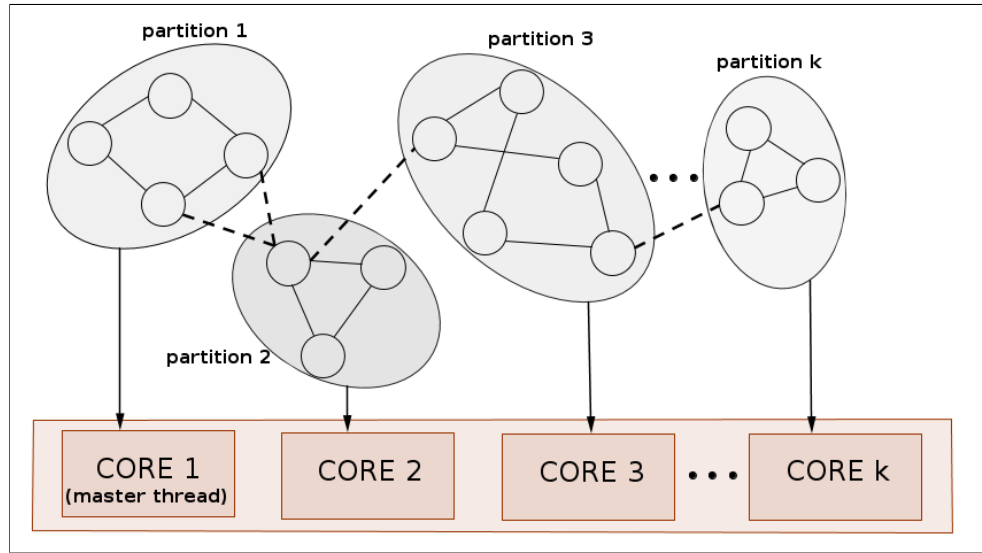 partition 1
partition 3
partition k
partition 2
CORE 1
(master thread)
CORE 2
CORE 3
CORE k